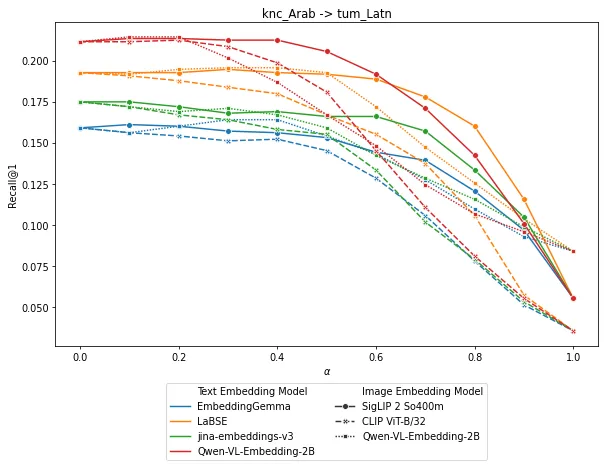 knc_Arab -> tum_Latn
Recall@1
0.200
0.175
0.150
0.125
0.100
0.075
0.050
0.0 0.2 0.4 0.6 0.8 1.0
α
Text Embedding Model
EmbeddingGemma
LaBSE
jina-embeddings-v3
Qwen-VL-Embedding-2B
Image Embedding Model
SigLIP 2 So400m
CLIP ViT-B/32
Qwen-VL-Embedding-2B